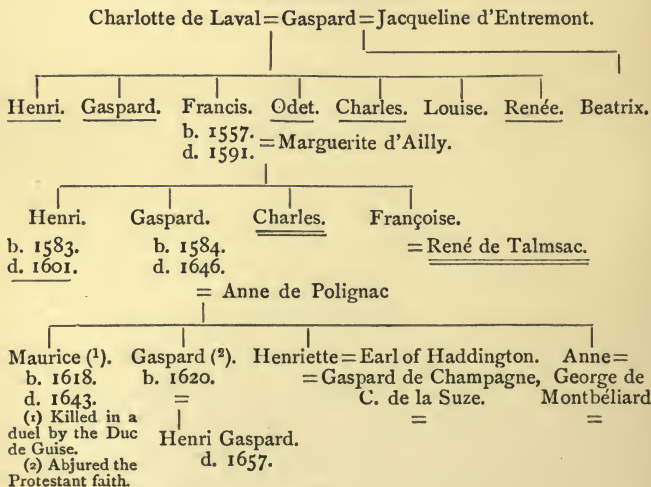 Charlotte de Laval=Gaspard=Jacqueline d'Entremont.
Henri. Gaspard. Francis. Odet. Charles. Louise. Renée. Beatrix.
b. 1557.
d. 1591. =Marguerite d'Ailly.
Henri. Gaspard. Charles. Françoise.
b. 1583. b. 1584. =René de Talmsac.
d. 1601. d. 1646.
= Anne de Polignac
Maurice (¹). Gaspard (²). Henriette=Earl of Haddington. Anne=
b. 1618. b. 1620. =Gaspard de Champagne, George de
d. 1643. = C. de la Suze. Montbéliard
(1) Killed in a = =
duel by the Duc Henri Gaspard.
de Guise. d. 1657.
(2) Abjured the
Protestant faith.